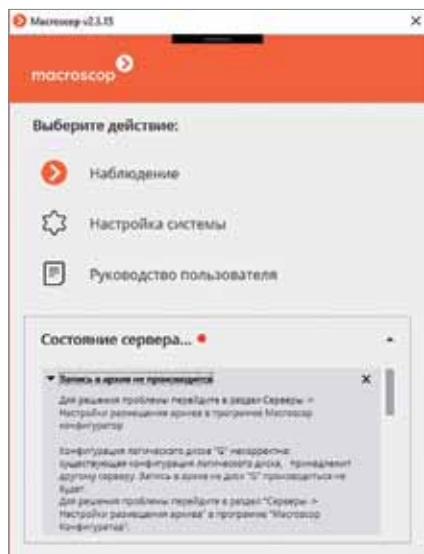 Macroscop v2.3.15
macroscop
Выберите действие:
Наблюдение
Настройка системы
Руководство пользователя
Состояние сервера...
Запись в архив не производится
Для решения проблемы перейдите в раздел Серверы ->
Настройки размещения архива в программе Macroscop
конфигуратор
Конфигурация логического диска "G" некорректна:
существующая конфигурация логического диска, принадлежит
другому серверу. Запись в архив на диск "G" производиться не
будет.
Для решения проблемы перейдите в раздел "Серверы ->
Настройки размещения архива" в программе "Macroscop
Конфигуратор".